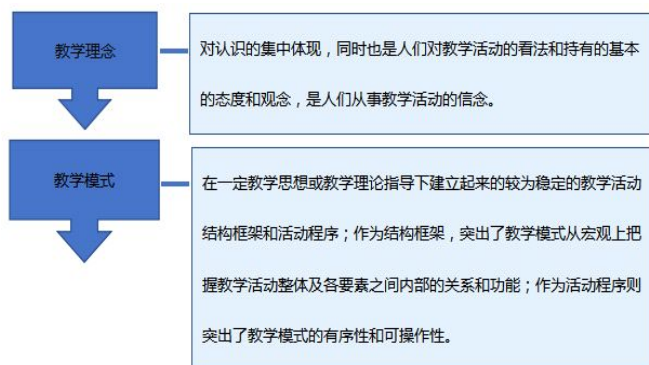 教学理念
对认识的集中体现，同时也是人们对教学活动的看法和持有的基本
的态度和观念，是人们从事教学活动的信念。
教学模式
在一定教学思想或教学理论指导下建立起来的较为稳定的教学活动
结构框架和活动程序；作为结构框架，突出了教学模式从宏观上把
握教学活动整体及各要素之间内部的关系和功能；作为活动程序则
突出了教学模式的有序性和可操作性。